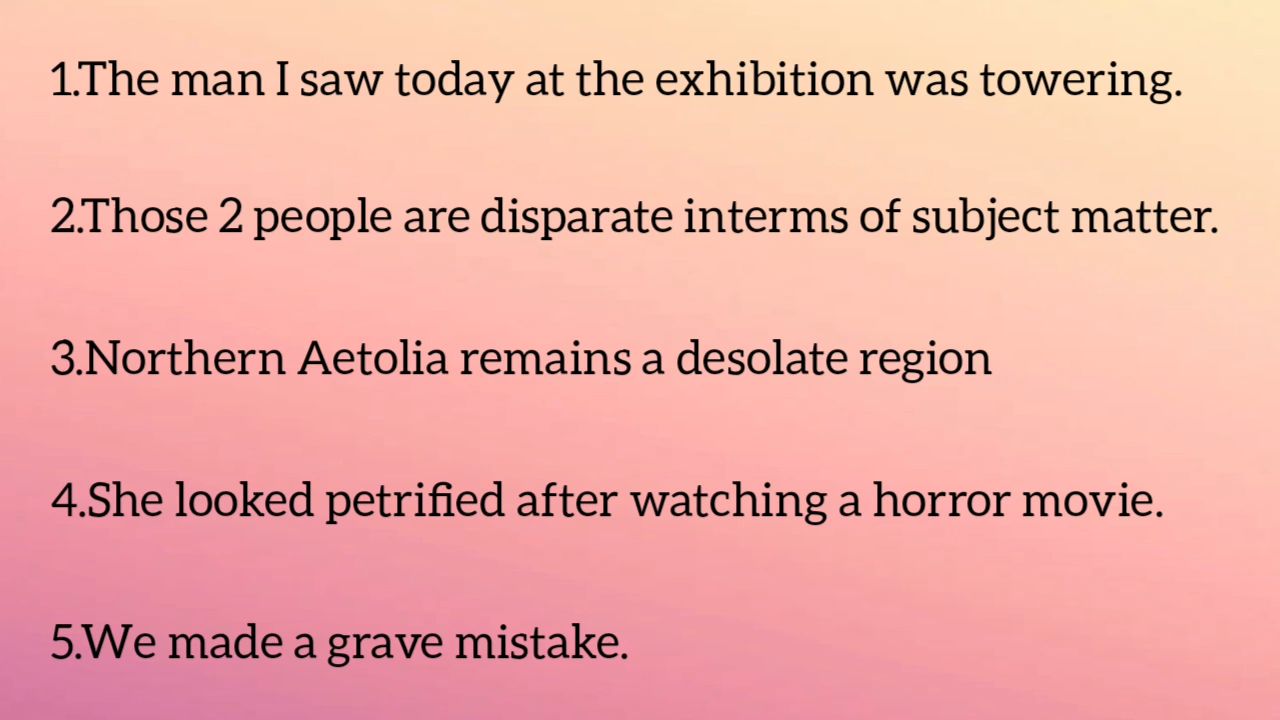 1.The man I saw today at the exhibition was towering.
2.Those 2 people are disparate interms of subject matter.
3.Northern Aetolia remains a desolate region
4.She looked petrified after watching a horror movie.
5.We made a grave mistake.